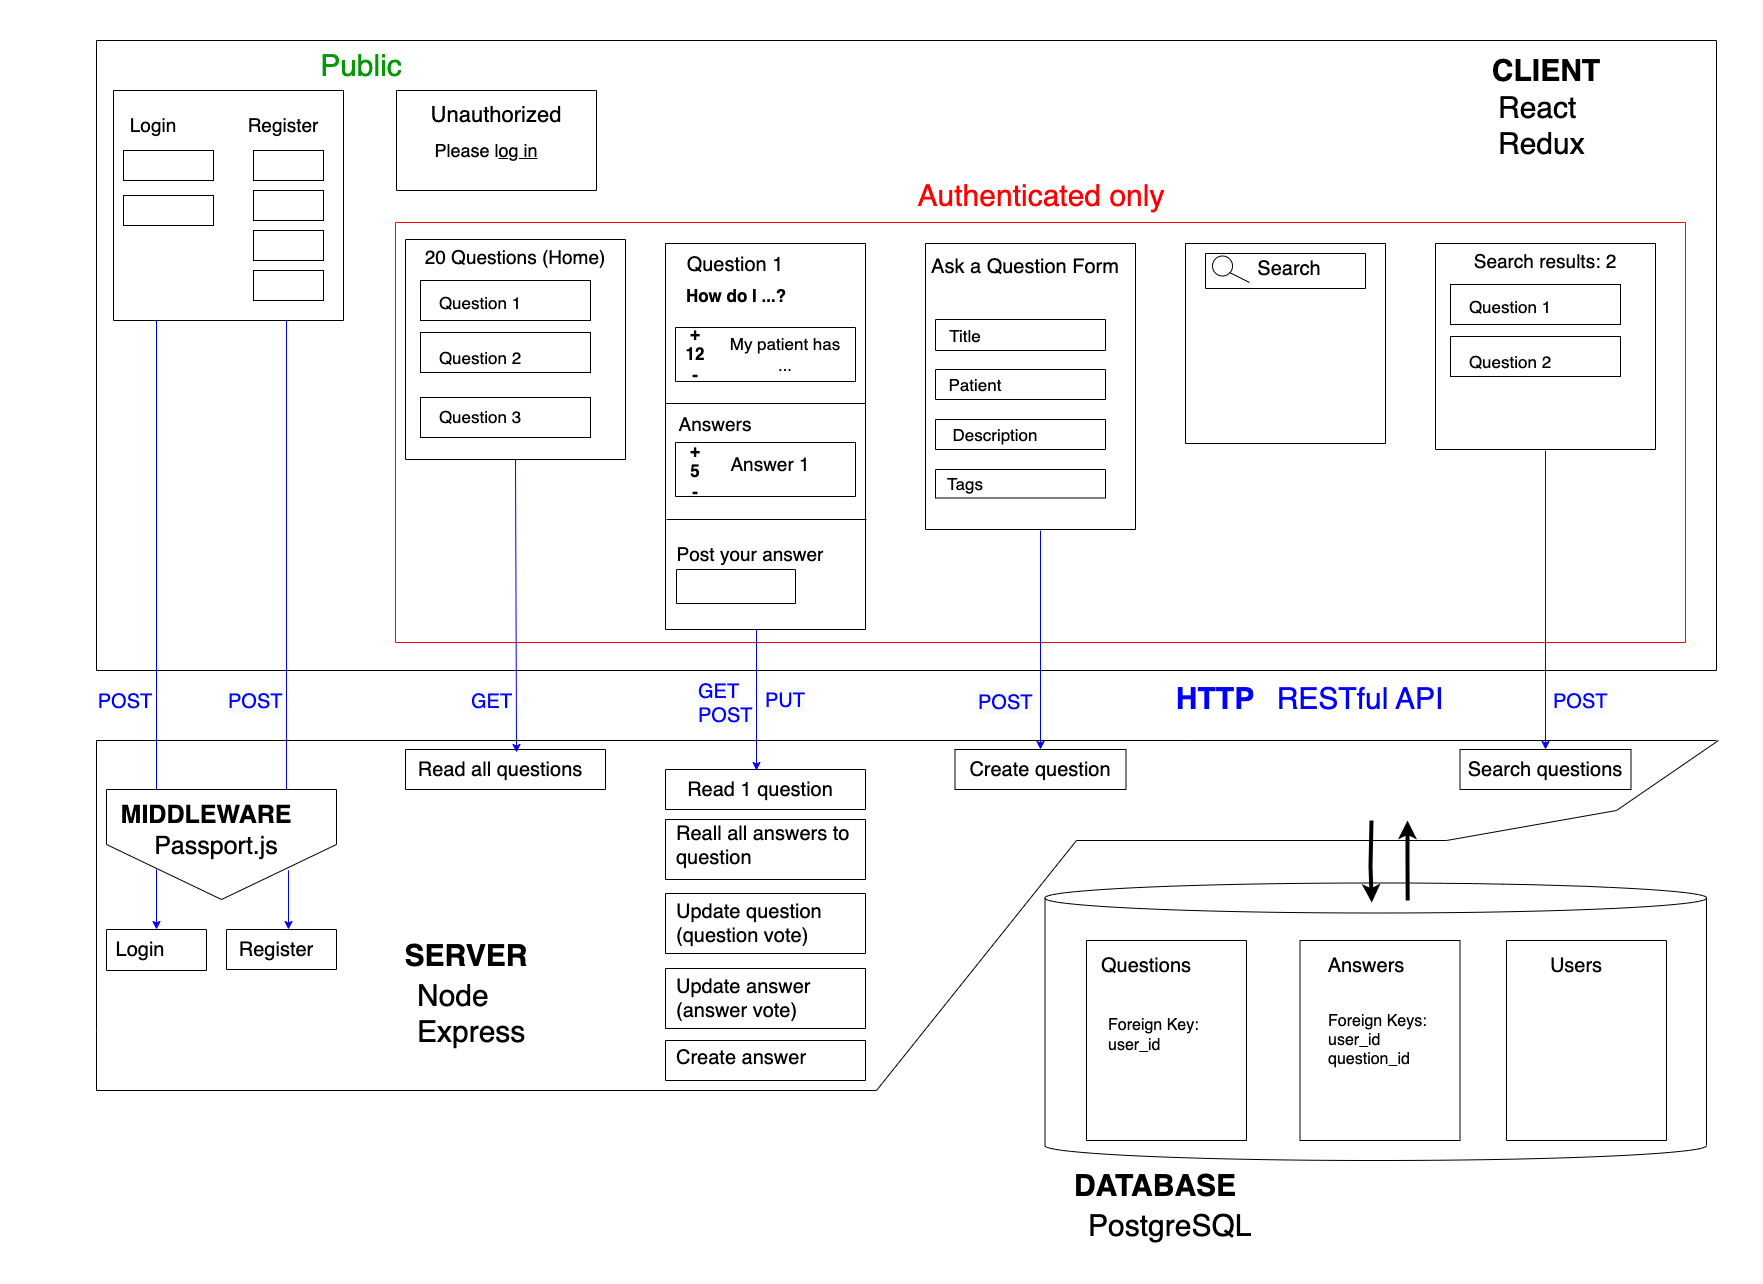 Public
CLIENT
React
Redux
Login
Register
Unauthorized
Please log in
Authenticated only
20 Questions (Home)
Question 1
Question 2
Question 3
Question 1
How do I ...?
+
12
-
My patient has
...
Answers
+
5
-
Answer 1
Post your answer
Ask a Question Form
Title
Patient
Description
Tags
Search
Search results: 2
Question 1
Question 2
POST
POST
GET
GET
POST
PUT
POST
HTTP RESTful API
POST
MIDDLEWARE
Passport.js
Login
Register
Read all questions
SERVER
Node
Express
Read 1 question
Reall all answers to
question
Update question
(question vote)
Update answer
(answer vote)
Create answer
Create question
Search questions
Questions
Foreign Key:
user_id
Answers
Foreign Keys:
user_id
question_id
Users
DATABASE
PostgreSQL